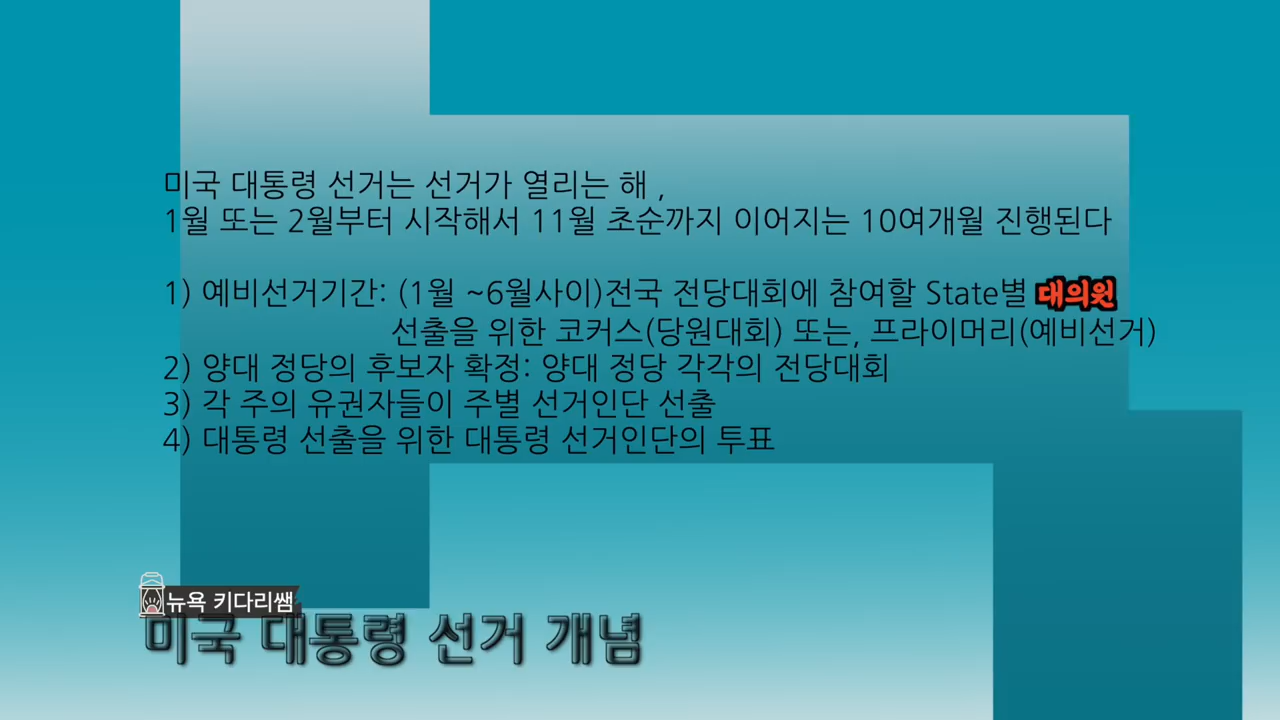 미국 대통령 선거는 선거가 열리는 해 ,
1월 또는 2월부터 시작해서 11월 초순까지 이어지는 10여개월 진행된다
1) 예비선거기간: (1월 ~6월사이)전국 전당대회에 참여할 State별 대의원
선출을 위한 코커스(당원대회) 또는, 프라이머리(예비선거)
2) 양대 정당의 후보자 확정: 양대 정당 각각의 전당대회
3) 각 주의 유권자들이 주별 선거인단 선출
4) 대통령 선출을 위한 대통령 선거인단의 투표
뉴욕 키다리쌤
미국 대통령 선거 개념